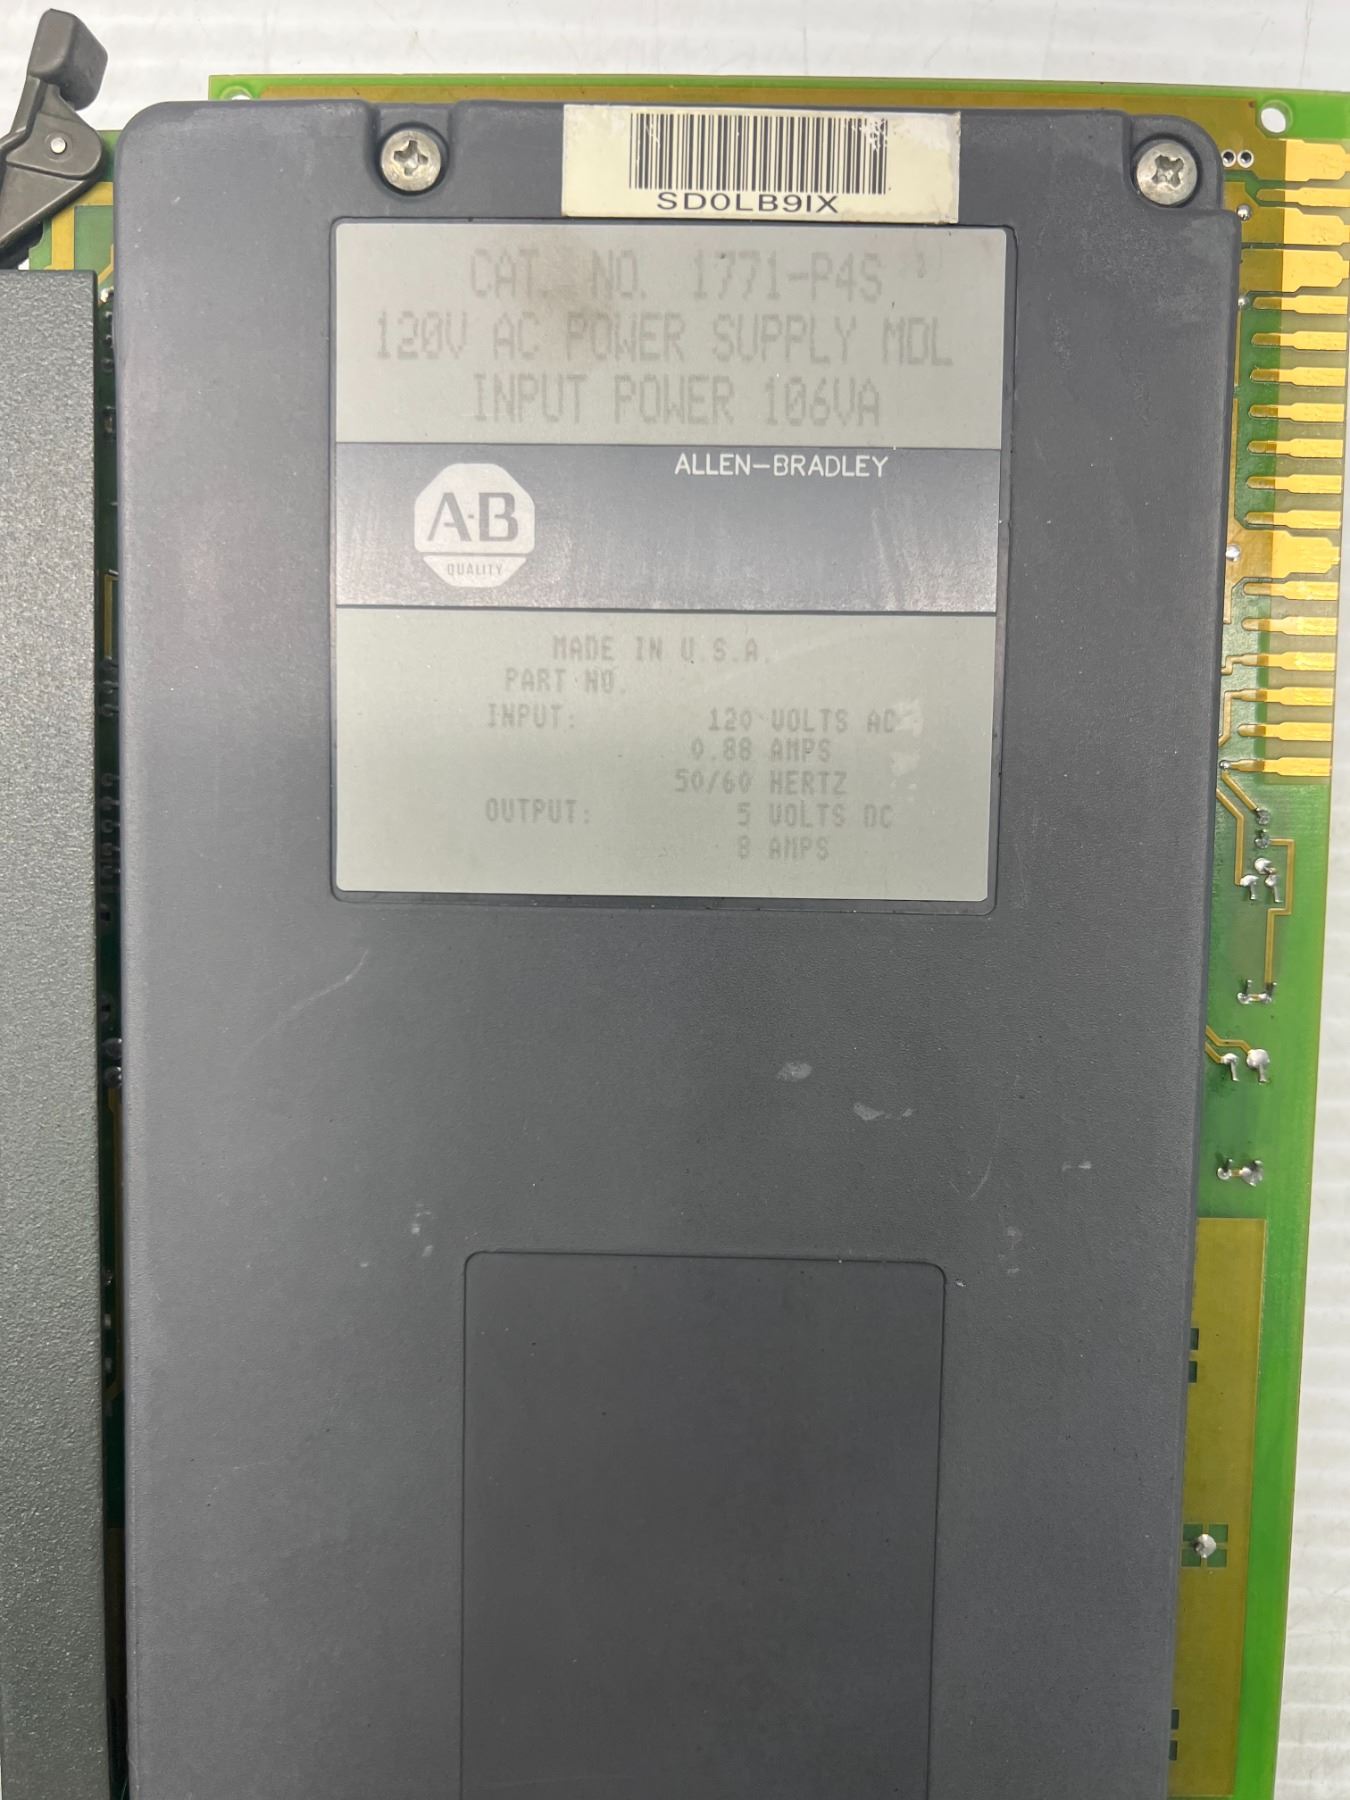 SD0LB9IX
CAT. NO. 1771-P4S
120V AC POWER SUPPLY MDL
INPUT POWER 106VA
ALLEN-BRADLEY
A-B
QUALITY
MADE IN U.S.A.
PART NO.
INPUT: 120 VOLTS AC
0.88 AMPS
50/60 HERTZ
OUTPUT: 5 VOLTS DC
8 AMPS